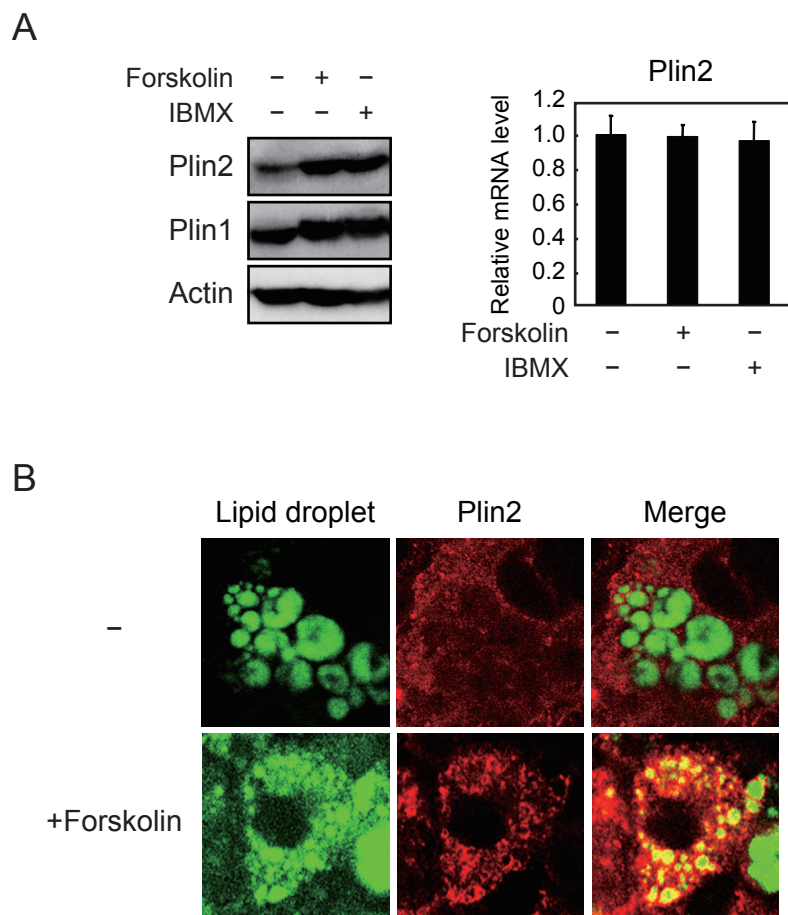 A
Forskolin − + −
IBMX − − +
Plin2
Plin1
Actin
Plin2
Relative mRNA level
1.2
1.0
0.8
0.6
0.4
0.2
0
Forskolin − + −
IBMX − − +
B
Lipid droplet Plin2 Merge
−
+Forskolin